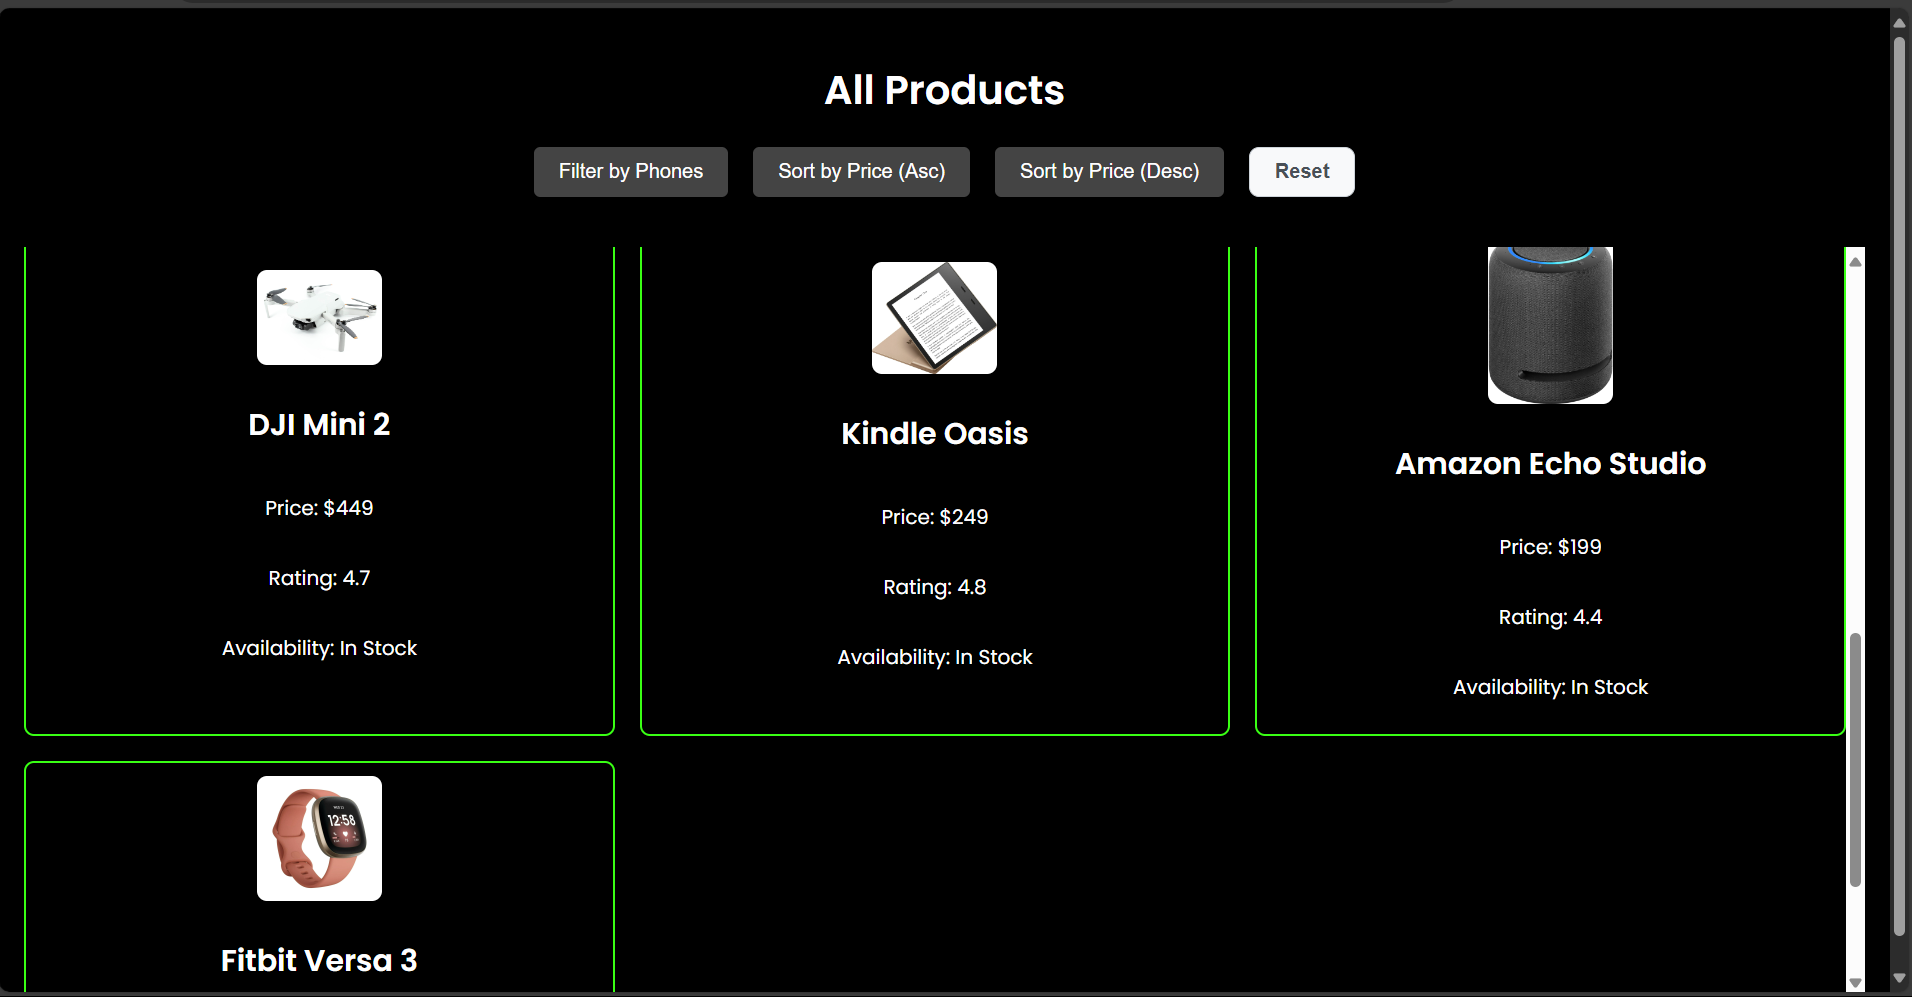 All Products
Filter by Phones
Sort by Price (Asc)
Sort by Price (Desc)
Reset
DJI Mini 2
Price: $449
Rating: 4.7
Availability: In Stock
Kindle Oasis
Price: $249
Rating: 4.8
Availability: In Stock
Amazon Echo Studio
Price: $199
Rating: 4.4
Availability: In Stock
12:58
Fitbit Versa 3